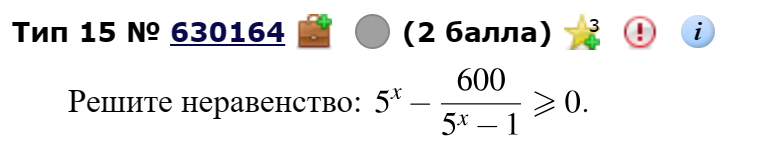 Тип 15 № 630164 (2 балла) 3 ! i
Решите неравенство: 5^x − 600/(5^x − 1) ⩾ 0.